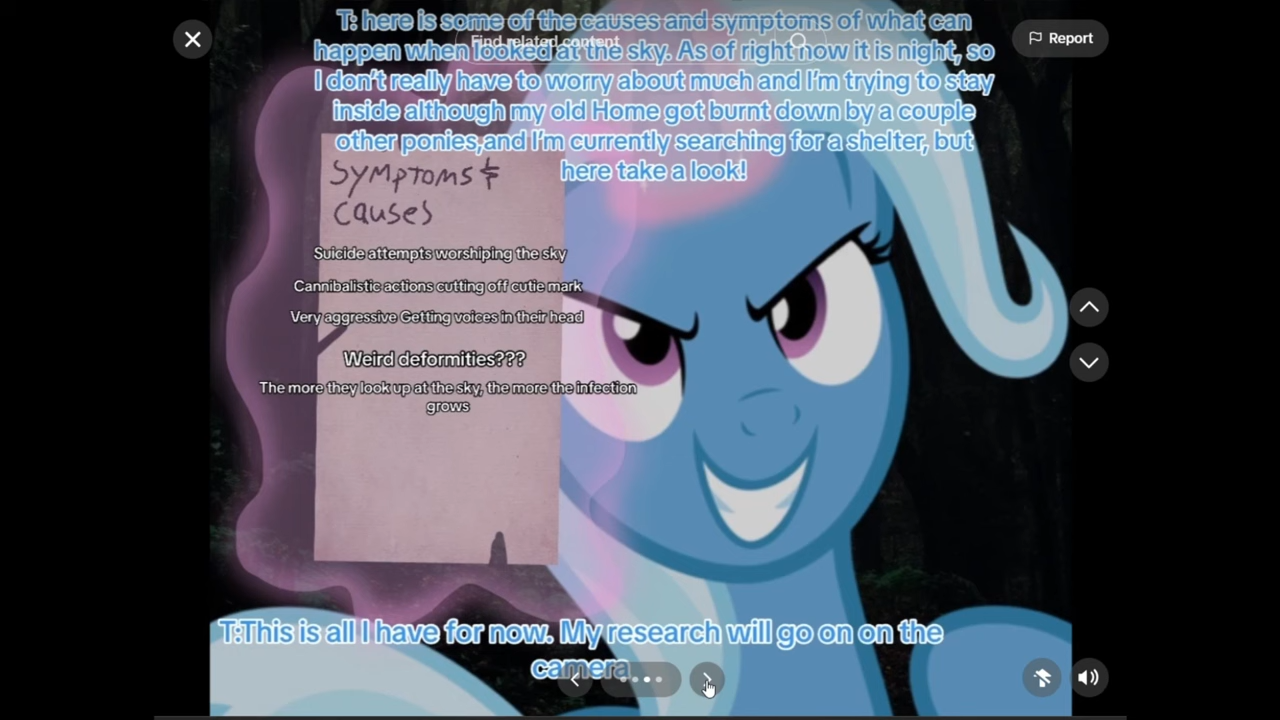 T: here is some of the causes and symptoms of what can
happen when looked at the sky. As of right now it is night, so
I don't really have to worry about much and I'm trying to stay
inside although my old Home got burnt down by a couple
other ponies,and I'm currently searching for a shelter, but
here take a look!
Find related content
Report
Symptoms &
causes
Suicide attempts worshiping the sky
Cannibalistic actions cutting off cutie mark
Very aggressive Getting voices in their head
Weird deformities???
The more they look up at the sky, the more the infection
grows
T:This is all I have for now. My research will go on on the
camera